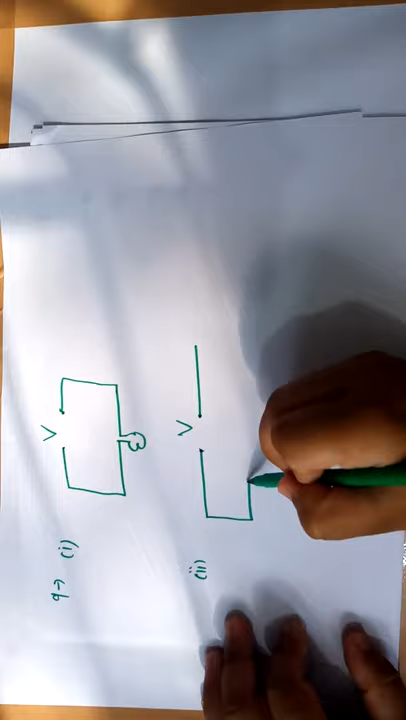 q→ (i) V
(ii) V